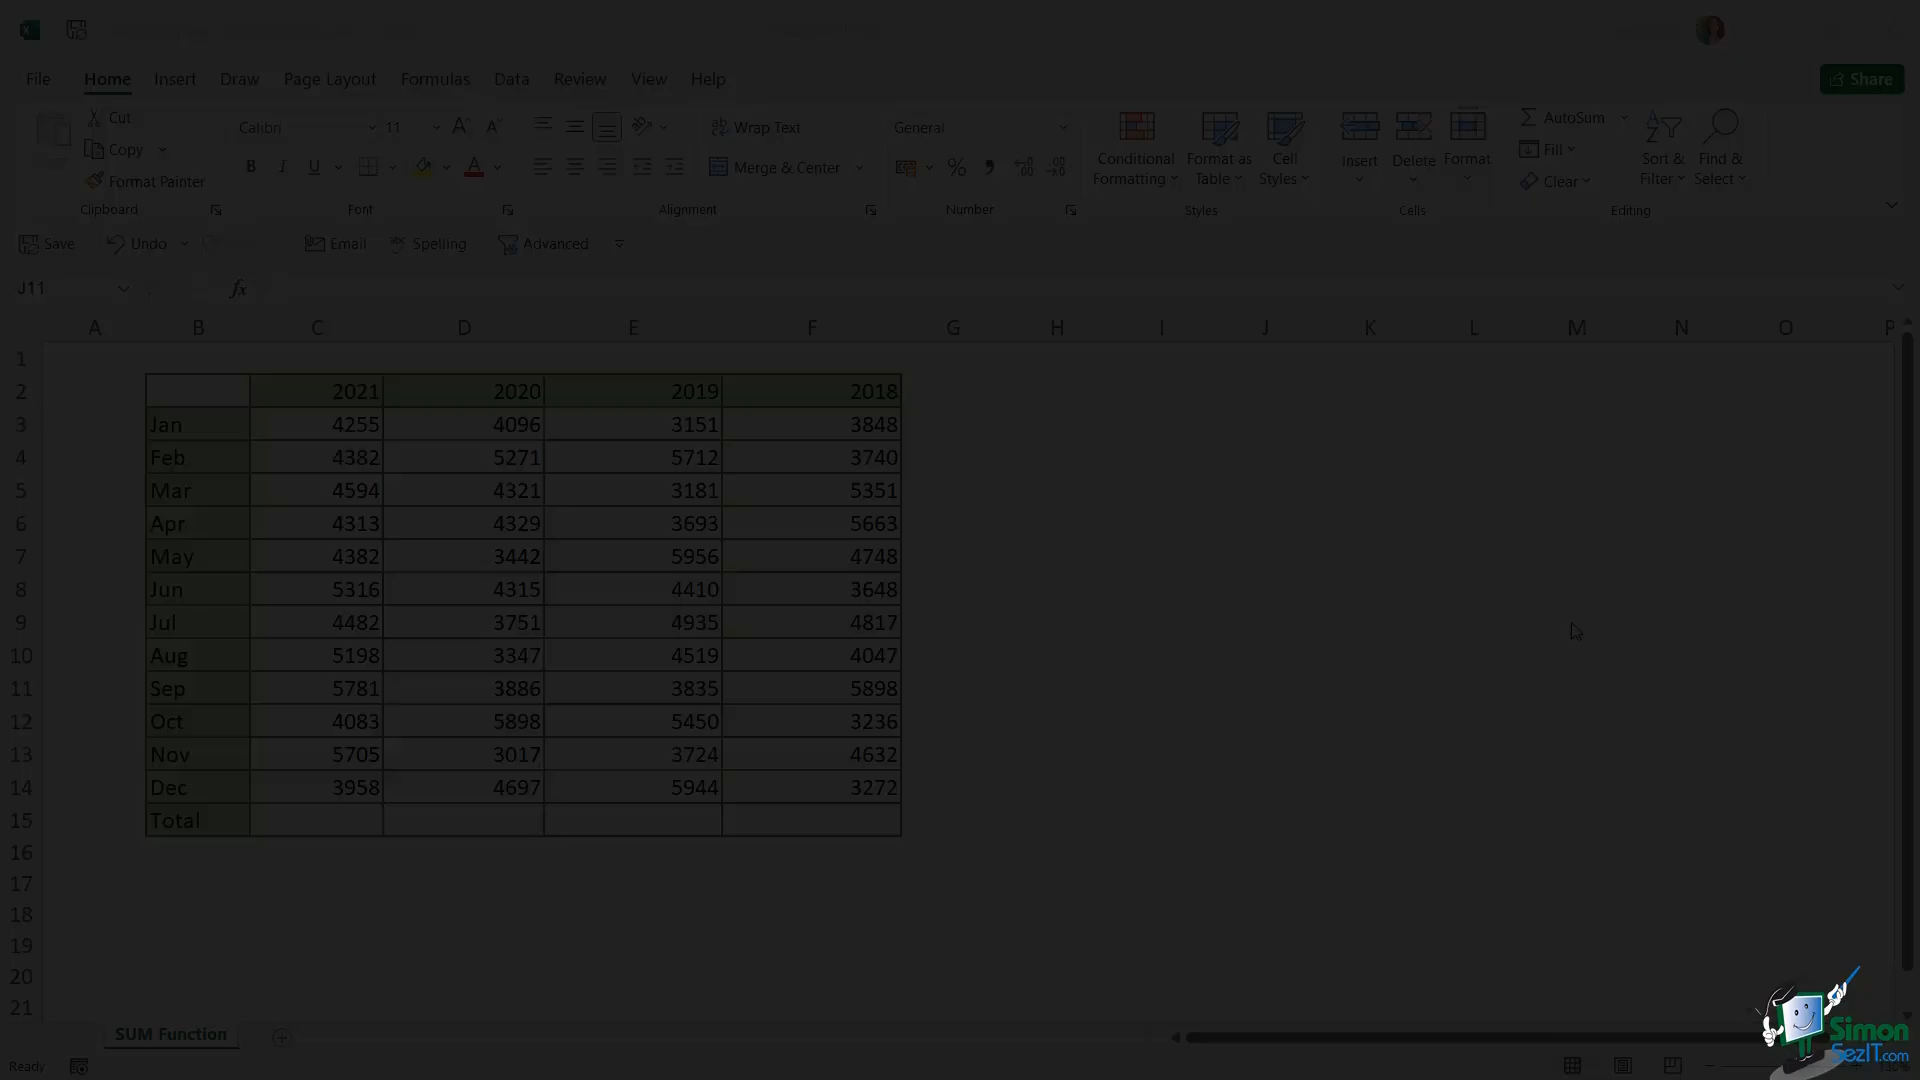 File Home Insert Draw Page Layout Formulas Data Review View Help Share
Cut
Calibri 11 Wrap Text General AutoSum
Copy Fill
Conditional Format as Cell Insert Delete Format Sort & Find &
Formatting Table Styles Filter Select
B I U Merge & Center %
Format Painter Clear
Clipboard Font Alignment Number Styles Cells Editing
Save Undo Email Spelling Advanced
J11 fx
A B C D E F G H I J K L M N O P
1
2 2021 2020 2019 2018
3 Jan 4255 4096 3151 3848
4 Feb 4382 5271 5712 3740
5 Mar 4594 4321 3181 5351
6 Apr 4313 4329 3693 5663
7 May 4382 3442 5956 4748
8 Jun 5316 4315 4410 3648
9 Jul 4482 3751 4935 4817
10 Aug 5198 3347 4519 4047
11 Sep 5781 3886 3835 5898
12 Oct 4083 5898 5450 3236
13 Nov 5705 3017 3724 4632
14 Dec 3958 4697 5944 3272
15 Total
16
17
18
19
20
21
SUM Function
Ready
Simon
SezIT.com